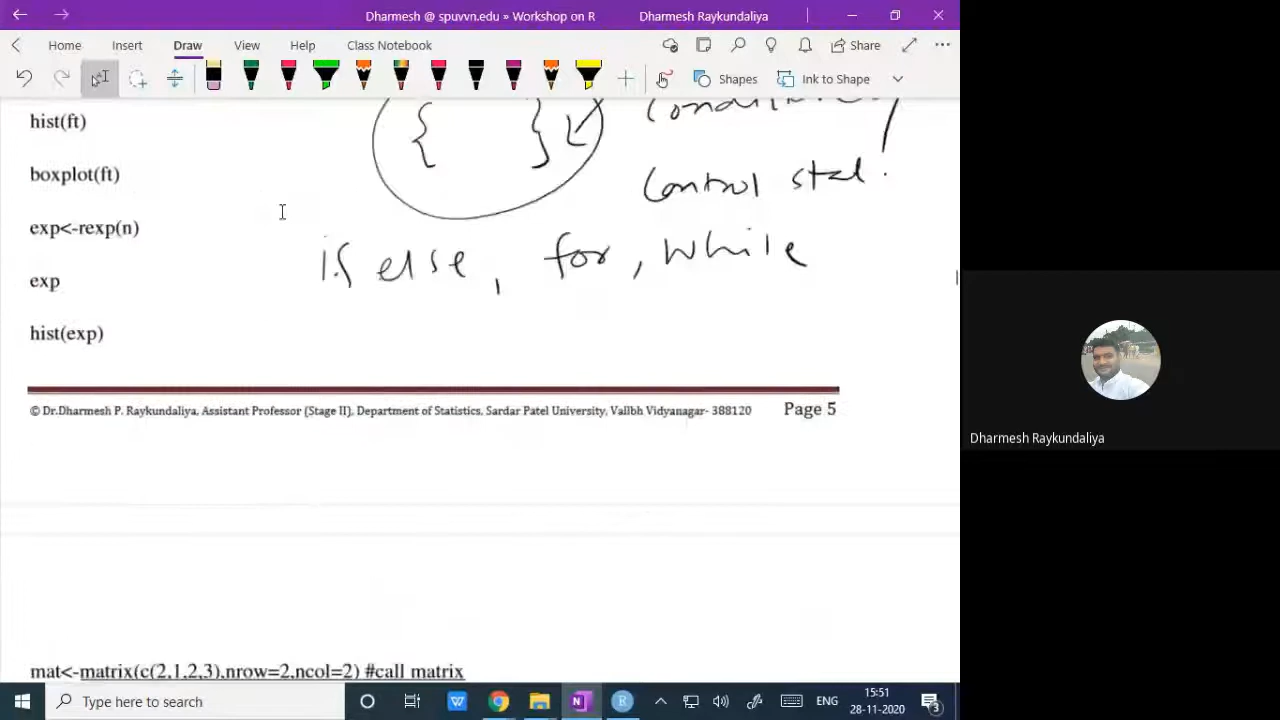 Dharmesh @ spuvvn.edu » Workshop on R
Dharmesh Raykundaliya
Home Insert Draw View Help Class Notebook
Share
Shapes
Ink to Shape
hist(ft)
{ }
boxplot(ft)
Control stat.
exp<-rexp(n)
if else, for, while
exp
hist(exp)
© Dr.Dharmesh P. Raykundaliya, Assistant Professor (Stage II), Department of Statistics, Sardar Patel University, Vallbh Vidyanagar- 388120 Page 5
Dharmesh Raykundaliya
mat<-matrix(c(2,1,2,3),nrow=2,ncol=2) #call matrix
Type here to search
ENG
15:51
28-11-2020
3